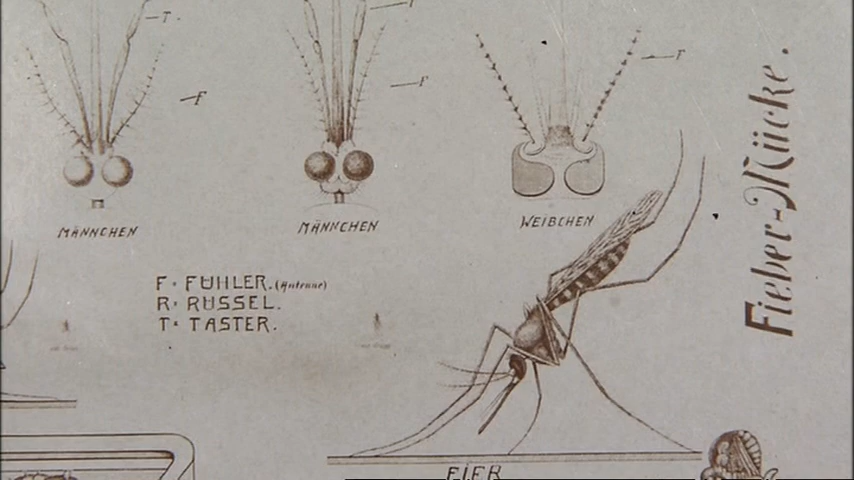 T.
F
F
F
F
MÄNNCHEN
MÄNNCHEN
WEIBCHEN
F = FÜHLER. (Antenne)
R = RÜSSEL.
T = TASTER.
Fieber-Mücke.
EIER